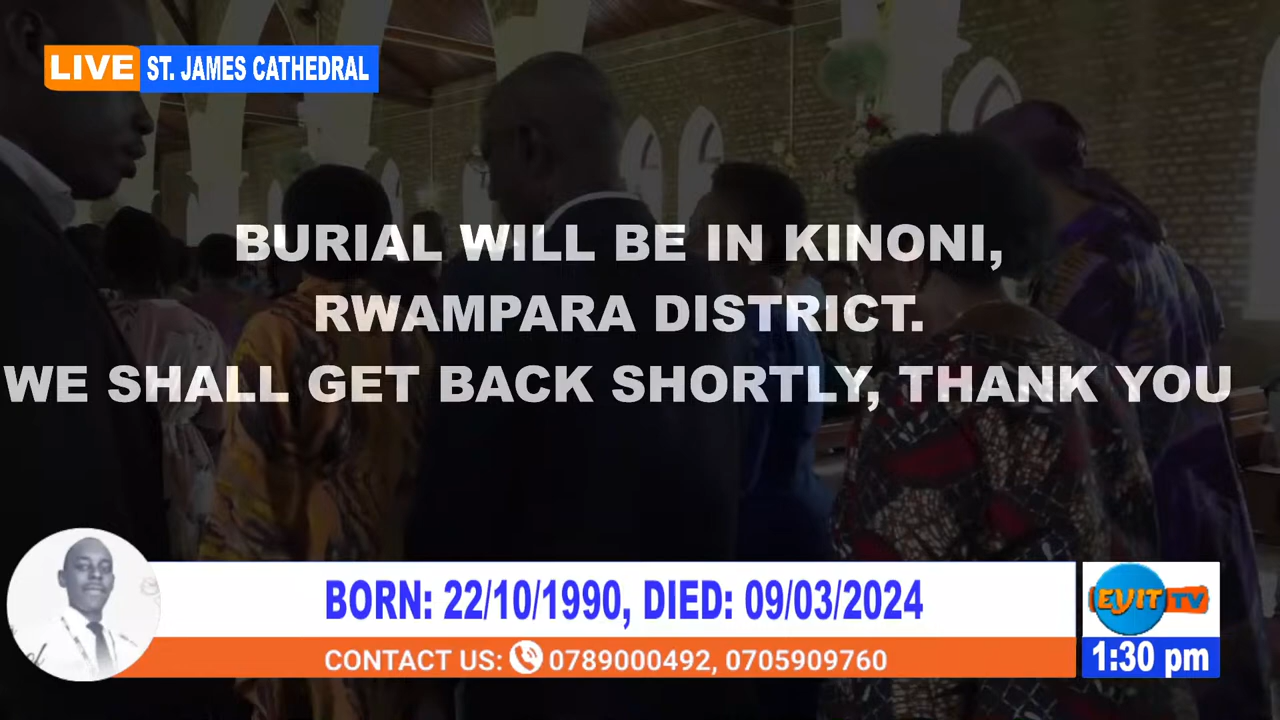 LIVE ST. JAMES CATHEDRAL
BURIAL WILL BE IN KINONI,
RWAMPARA DISTRICT.
WE SHALL GET BACK SHORTLY, THANK YOU
BORN: 22/10/1990, DIED: 09/03/2024
CONTACT US: 0789000492, 0705909760
EVIT TV
1:30 pm